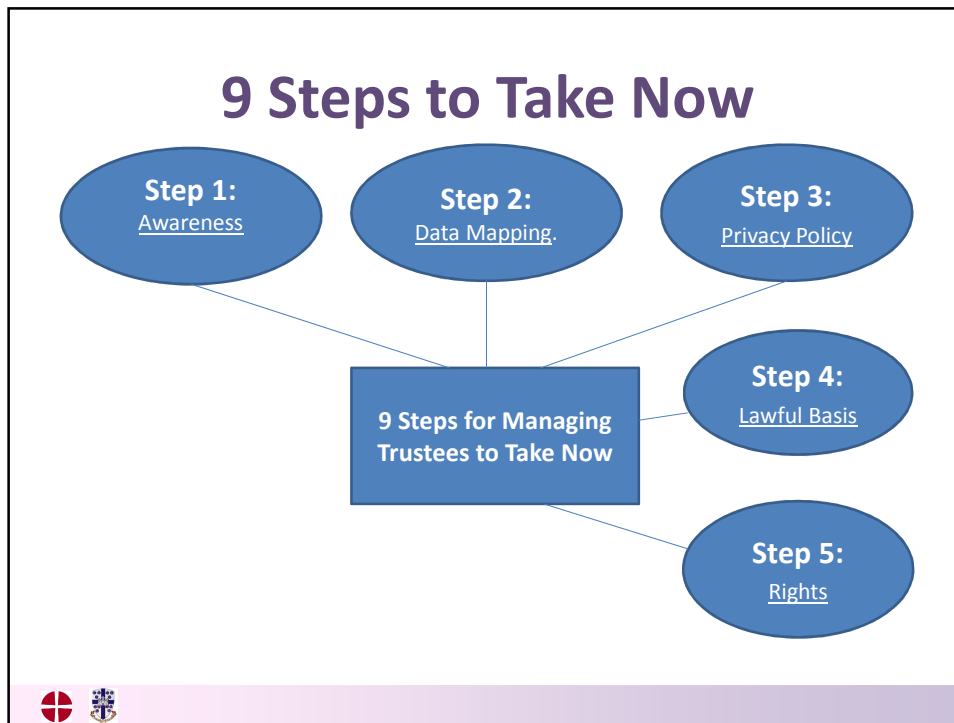 9 Steps to Take Now
Step 1:
Awareness
Step 2:
Data Mapping.
Step 3:
Privacy Policy
9 Steps for Managing
Trustees to Take Now
Step 4:
Lawful Basis
Step 5:
Rights